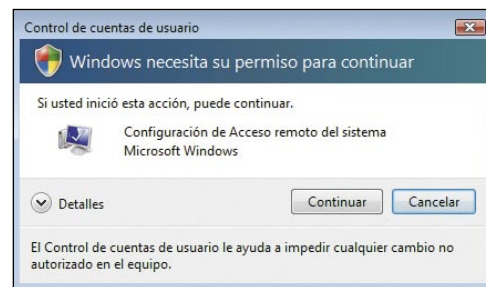 Control de cuentas de usuario
Windows necesita su permiso para continuar
Si usted inició esta acción, puede continuar.
Configuración de Acceso remoto del sistema
Microsoft Windows
Detalles
Continuar
Cancelar
El Control de cuentas de usuario le ayuda a impedir cualquier cambio no
autorizado en el equipo.